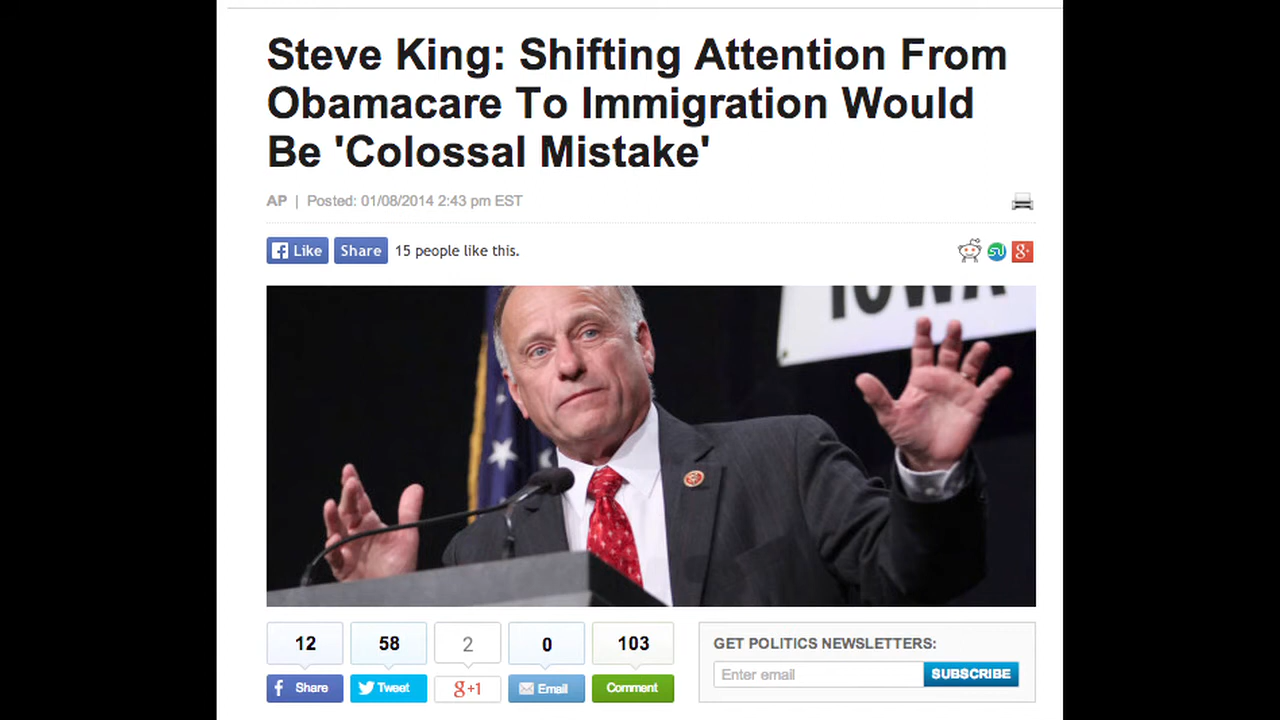 Steve King: Shifting Attention From
Obamacare To Immigration Would
Be 'Colossal Mistake'
AP | Posted: 01/08/2014 2:43 pm EST
Like Share 15 people like this.
IOWA
12 58 2 0 103
Share Tweet g+1 Email Comment
GET POLITICS NEWSLETTERS:
Enter email SUBSCRIBE